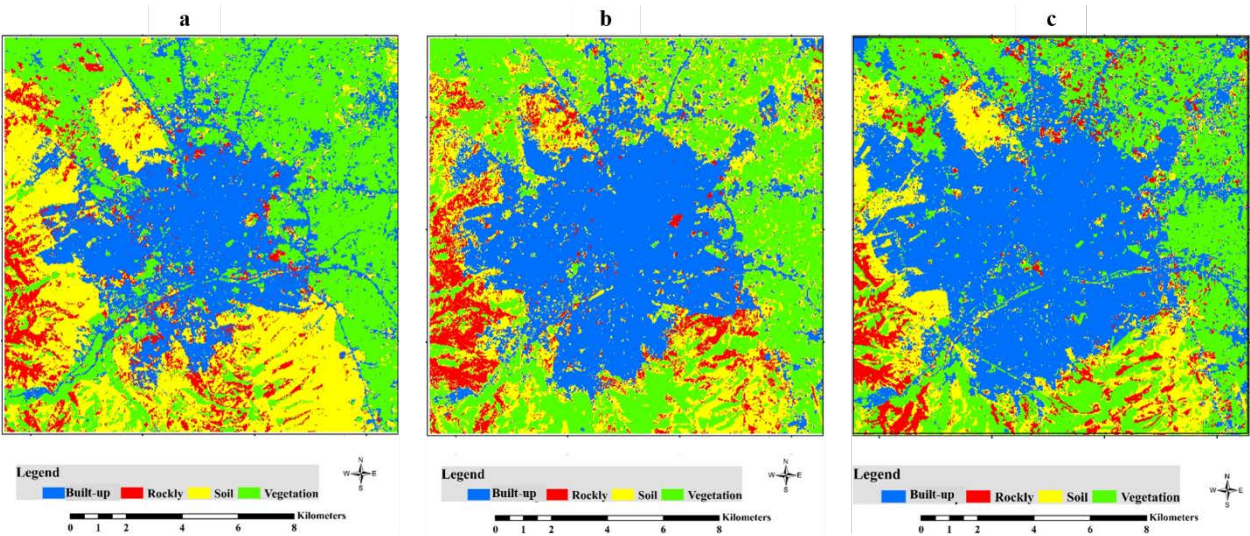 a
b
c
Legend
Built-up Rockly Soil Vegetation
N
W E
S
0 1 2 4 6 8 Kilometers
Legend
Built-up Rockly Soil Vegetation
N
W E
S
0 1 2 4 6 8 Kilometers
Legend
Built-up Rockly Soil Vegetation
N
W E
S
0 1 2 4 6 8 Kilometers